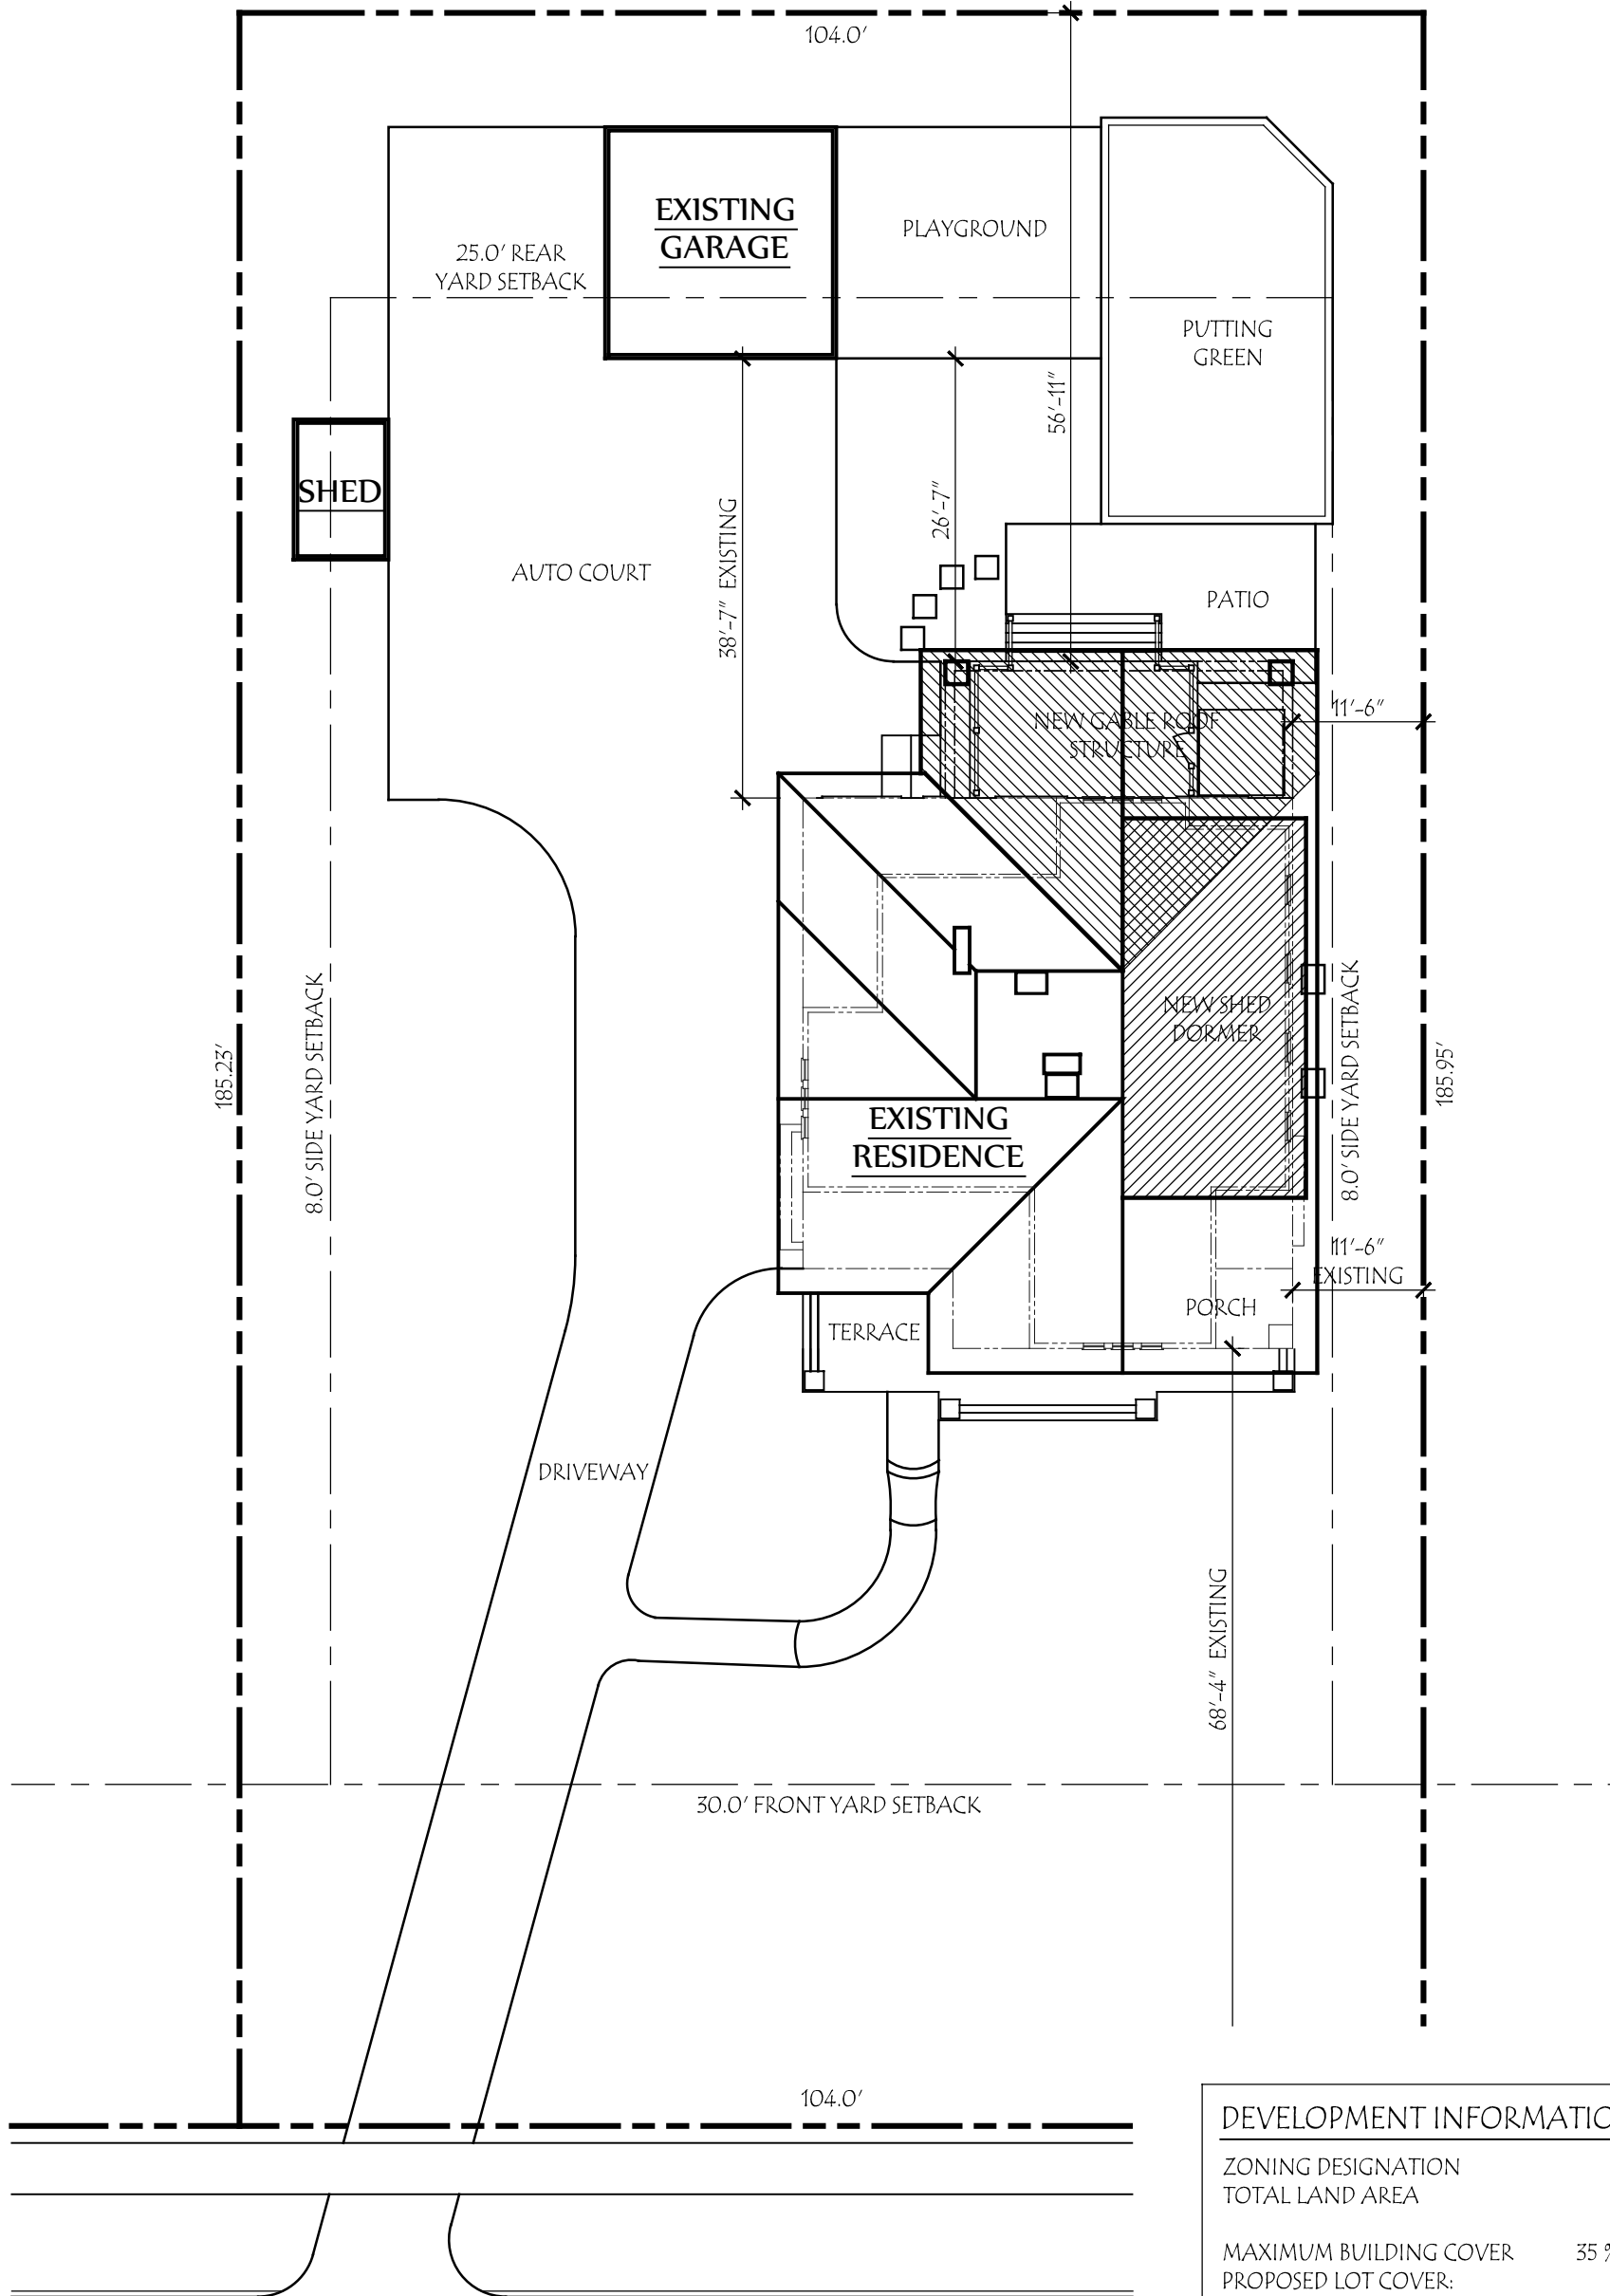 104.0'
EXISTING
GARAGE
PLAYGROUND
25.0' REAR
YARD SETBACK
PUTTING
GREEN
56'-11"
SHED
38'-7" EXISTING
26'-7"
AUTO COURT
PATIO
11'-6"
NEW GABLE ROOF
STRUCTURE
NEW SHED
DORMER
185.23'
8.0' SIDE YARD SETBACK
8.0' SIDE YARD SETBACK
185.95'
EXISTING
RESIDENCE
11'-6"
EXISTING
PORCH
TERRACE
DRIVEWAY
68'-4" EXISTING
30.0' FRONT YARD SETBACK
104.0'
DEVELOPMENT INFORMATIO
ZONING DESIGNATION
TOTAL LAND AREA
MAXIMUM BUILDING COVER 35 %
PROPOSED LOT COVER: